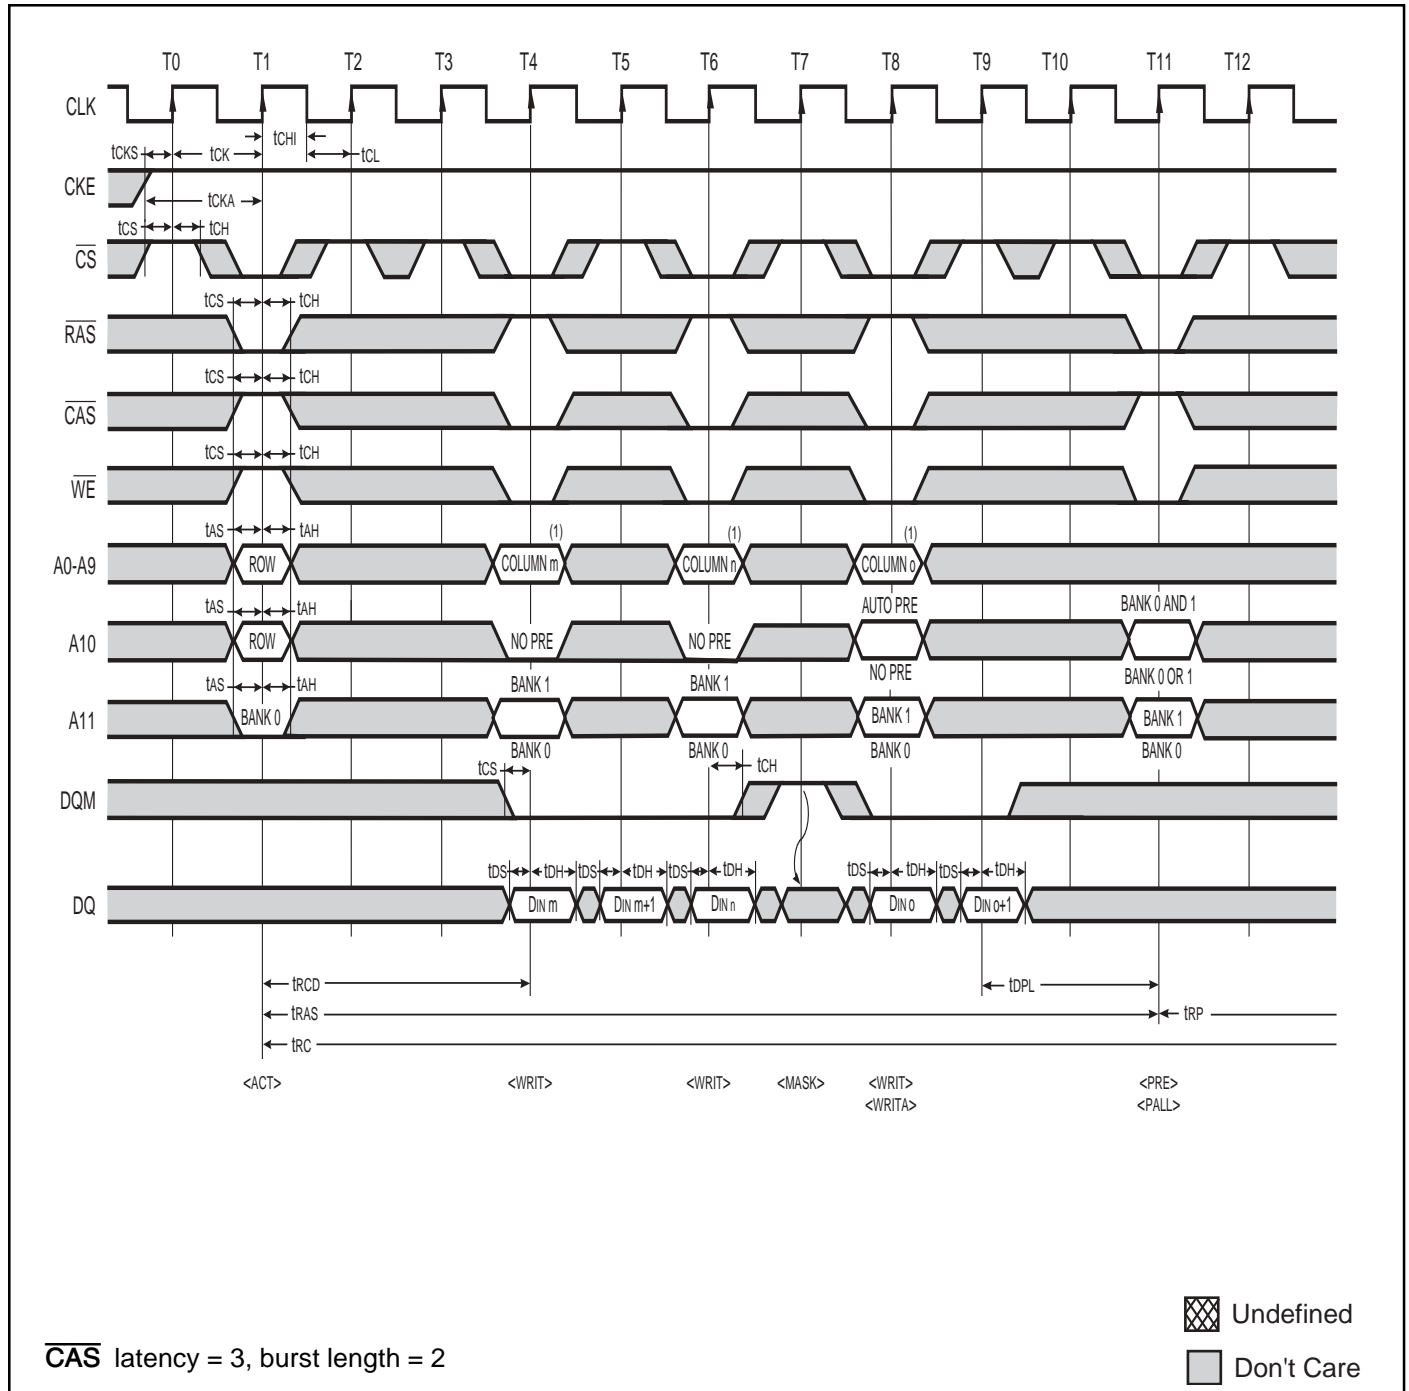 T0 T1 T2 T3 T4 T5 T6 T7 T8 T9 T10 T11 T12
CLK
tCHI
tCKS tCK tCL
CKE
tCKA
tCS tCH
CS
tCS tCH
RAS
tCS tCH
CAS
tCS tCH
WE
tAS tAH (1) (1) (1)
A0-A9 ROW COLUMN m COLUMN n COLUMN o
tAS tAH AUTO PRE BANK 0 AND 1
A10 ROW NO PRE NO PRE
NO PRE BANK 0 OR 1
tAS tAH BANK 1 BANK 1
A11 BANK 0 BANK 1 BANK 1
BANK 0 BANK 0 BANK 0 BANK 0
tCS tCH
DQM
tDS tDH tDS tDH tDS tDH tDS tDH tDS tDH
DQ DIN m DIN m+1 DIN n DIN o DIN o+1
tRCD tDPL
tRAS tRP
tRC
<ACT> <WRIT> <WRIT> <MASK> <WRIT> <PRE>
<WRITA> <PALL>
Undefined
CAS latency = 3, burst length = 2
Don't Care